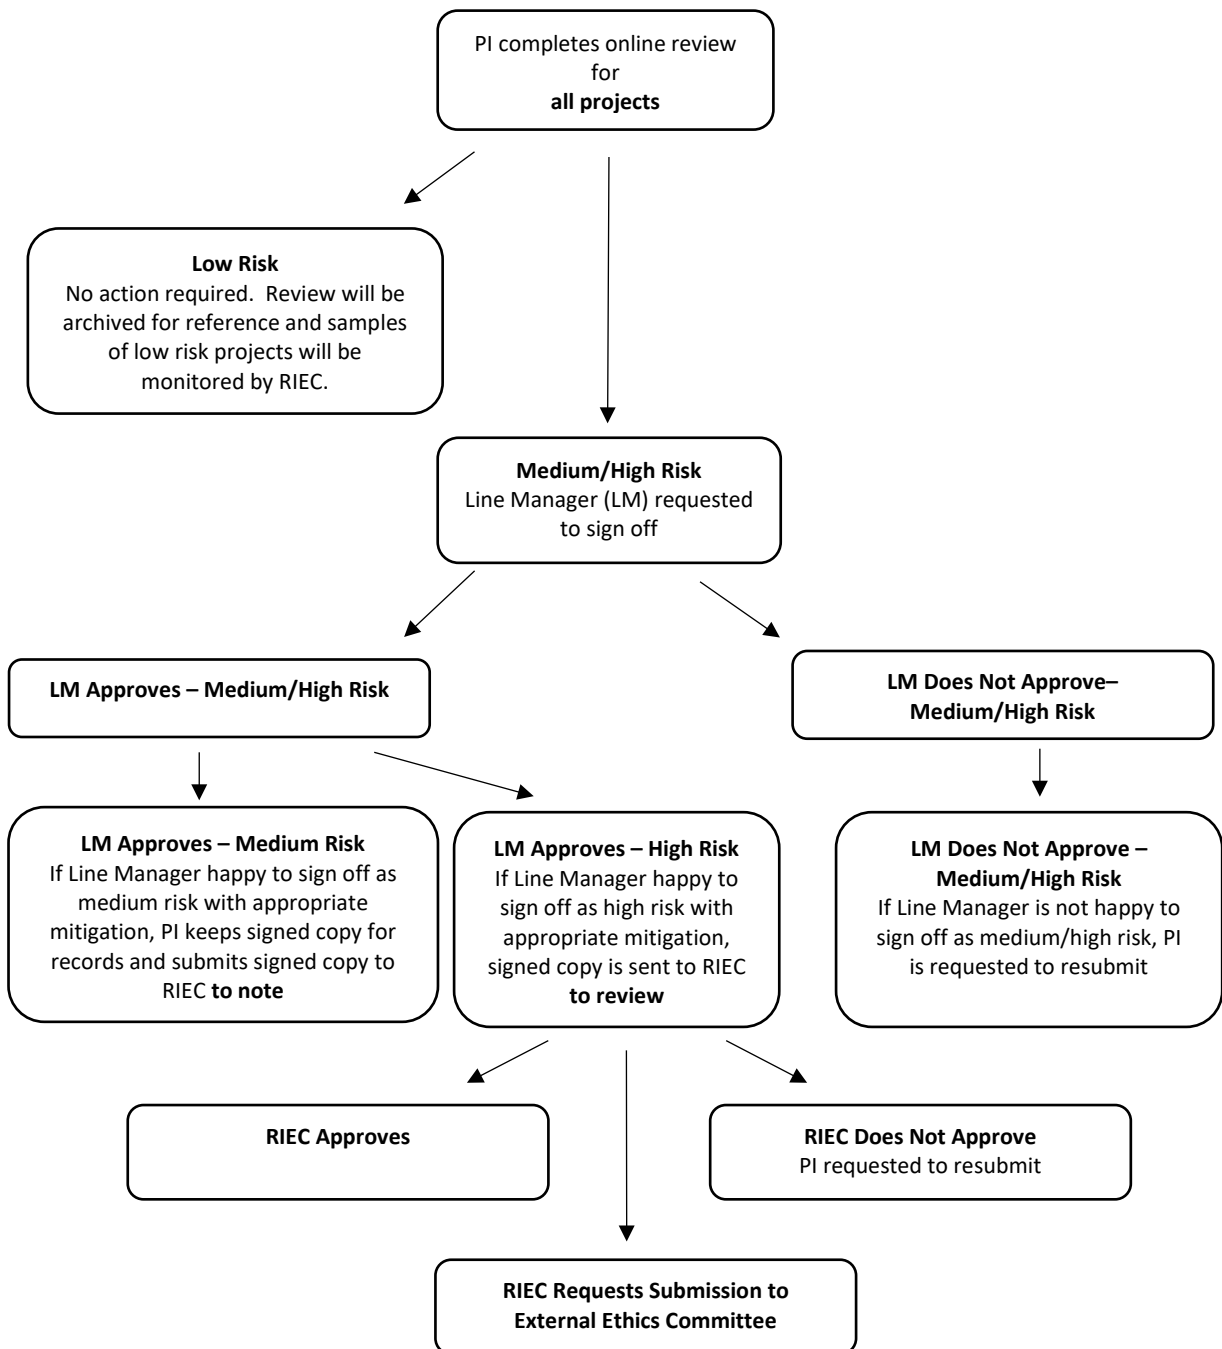 PI completes online review
for
all projects
Low Risk
No action required.  Review will be
archived for reference and samples
of low risk projects will be
monitored by RIEC.
Medium/High Risk
Line Manager (LM) requested
to sign off
LM Approves – Medium/High Risk
LM Does Not Approve–
Medium/High Risk
LM Approves – Medium Risk
If Line Manager happy to sign off as
medium risk with appropriate
mitigation, PI keeps signed copy for
records and submits signed copy to
RIEC to note
LM Approves – High Risk
If Line Manager happy to
sign off as high risk with
appropriate mitigation,
signed copy is sent to RIEC
to review
LM Does Not Approve –
Medium/High Risk
If Line Manager is not happy to
sign off as medium/high risk, PI
is requested to resubmit
RIEC Approves
RIEC Does Not Approve
PI requested to resubmit
RIEC Requests Submission to
External Ethics Committee